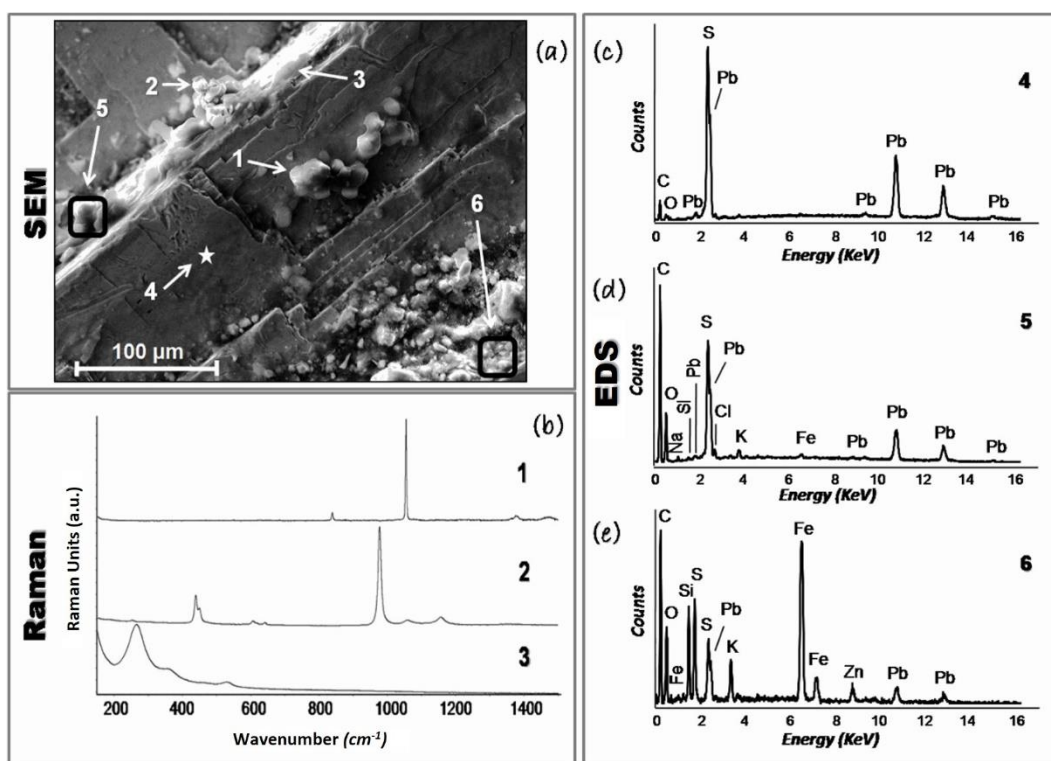 SEM
(a)
2
3
5
1
6
4
100 µm
Raman
(b)
Raman Units (a.u.)
1
2
3
200 400 600 800 1000 1200 1400
Wavenumber (cm-1)
EDS
(c)
4
Counts
S
Pb
Pb
Pb
C
O
Pb
Pb
Pb
0 2 4 6 8 10 12 14 16
Energy (KeV)
(d)
5
Counts
C
S
Pb
O
Na
SI
Pb
Cl
K
Fe
Pb
Pb
Pb
Pb
0 2 4 6 8 10 12 14 16
Energy (KeV)
(e)
6
Counts
C
Fe
Si
S
O
S
Pb
K
Fe
Fe
Zn
Pb
Pb
0 2 4 6 8 10 12 14 16
Energy (KeV)